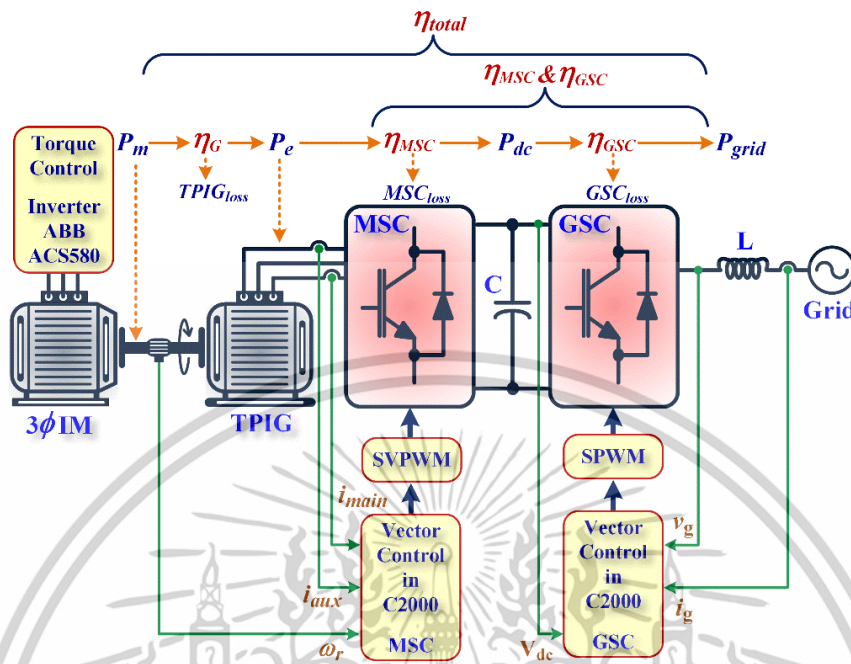 η_total
η_MSC & η_GSC
P_m η_G P_e η_MSC P_dc η_GSC P_grid
TPIG_loss MSC_loss GSC_loss
Torque
Control
Inverter
ABB
ACS580
MSC
GSC
C
L
Grid
3ϕ IM
TPIG
SVPWM
SPWM
i_main
i_aux
ω_r
Vector
Control
in
C2000
MSC
V_dc
Vector
Control
in
C2000
GSC
v_g
i_g